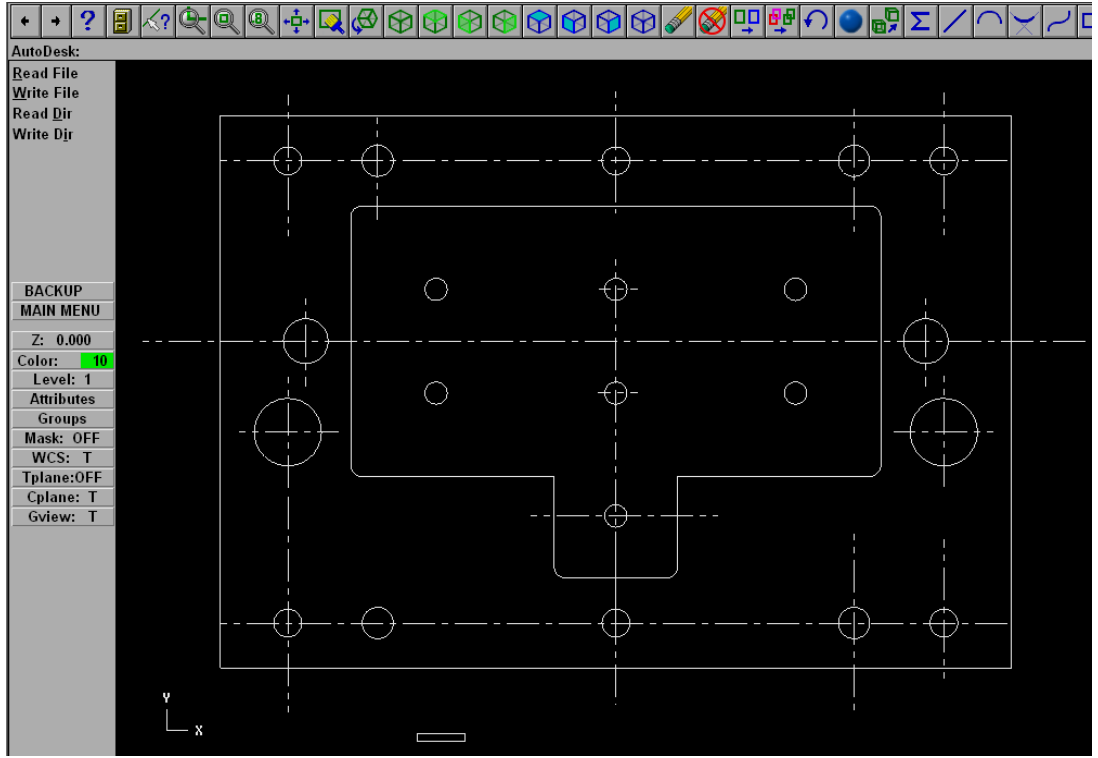 ?
?
8
Σ
AutoDesk:
Read File
Write File
Read Dir
Write Dir
BACKUP
MAIN MENU
Z: 0.000
Color: 10
Level: 1
Attributes
Groups
Mask: OFF
WCS: T
Tplane:OFF
Cplane: T
Gview: T
Y
X